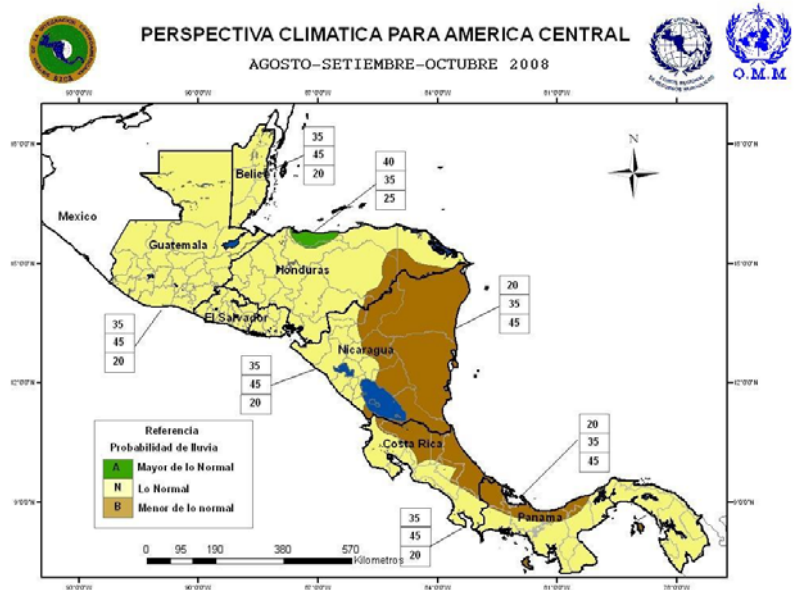 PERSPECTIVA CLIMATICA PARA AMERICA CENTRAL
AGOSTO-SETIEMBRE-OCTUBRE 2008
O.M.M
N
Mexico
Belice
Guatemala
Honduras
El Salvador
Nicaragua
Costa Rica
Panama
35
45
20
40
35
25
20
35
45
35
45
20
35
45
20
20
35
45
35
45
20
Referencia
Probabilidad de lluvia
A Mayor de lo Normal
N Lo Normal
B Menor de lo normal
0 95 190 380 570
Kilometros